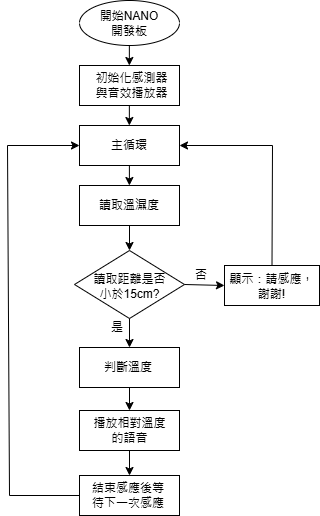 開始NANO
開發板
初始化感測器
與音效播放器
主循環
讀取溫濕度
讀取距離是否
小於15cm?
否
顯示：請感應，
謝謝!
是
判斷溫度
播放相對溫度
的語音
結束感應後等
待下一次感應